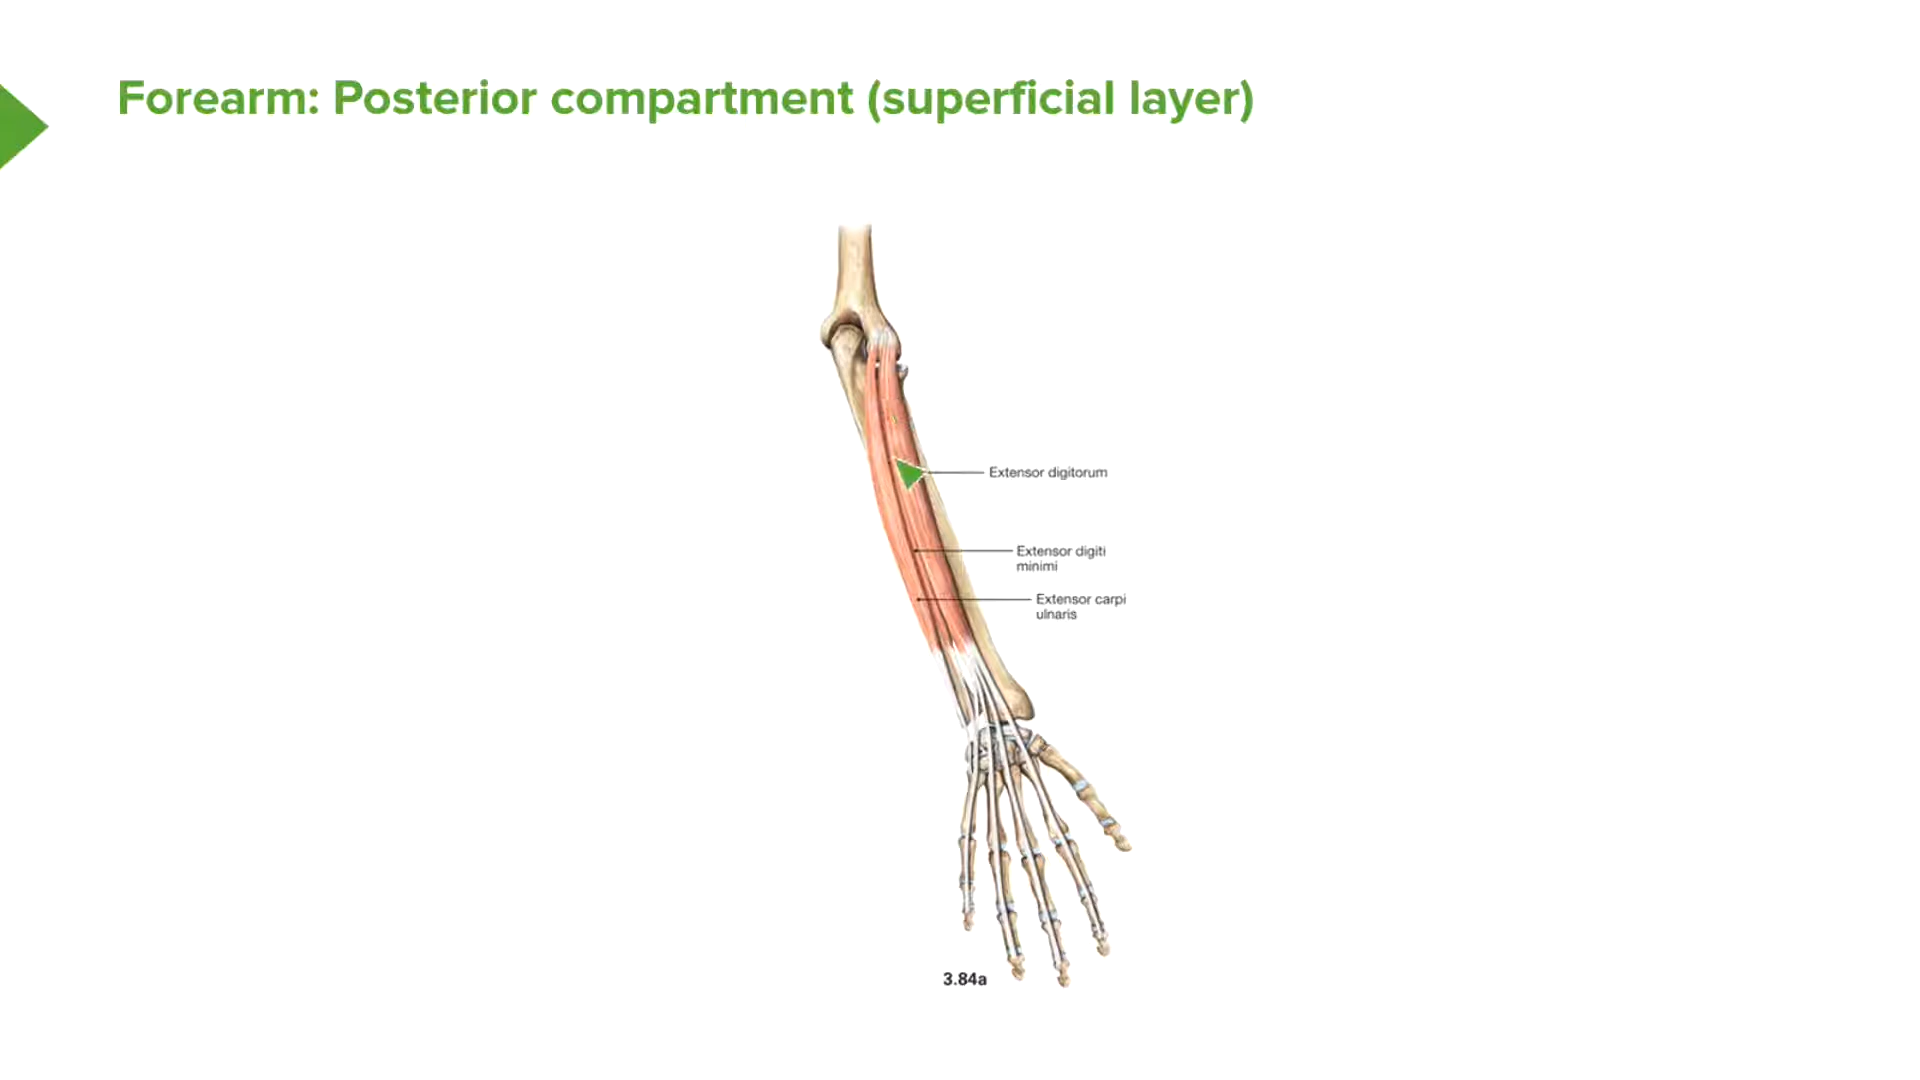 Forearm: Posterior compartment (superficial layer)
Extensor digitorum
Extensor digiti
minimi
Extensor carpi
ulnaris
3.84a